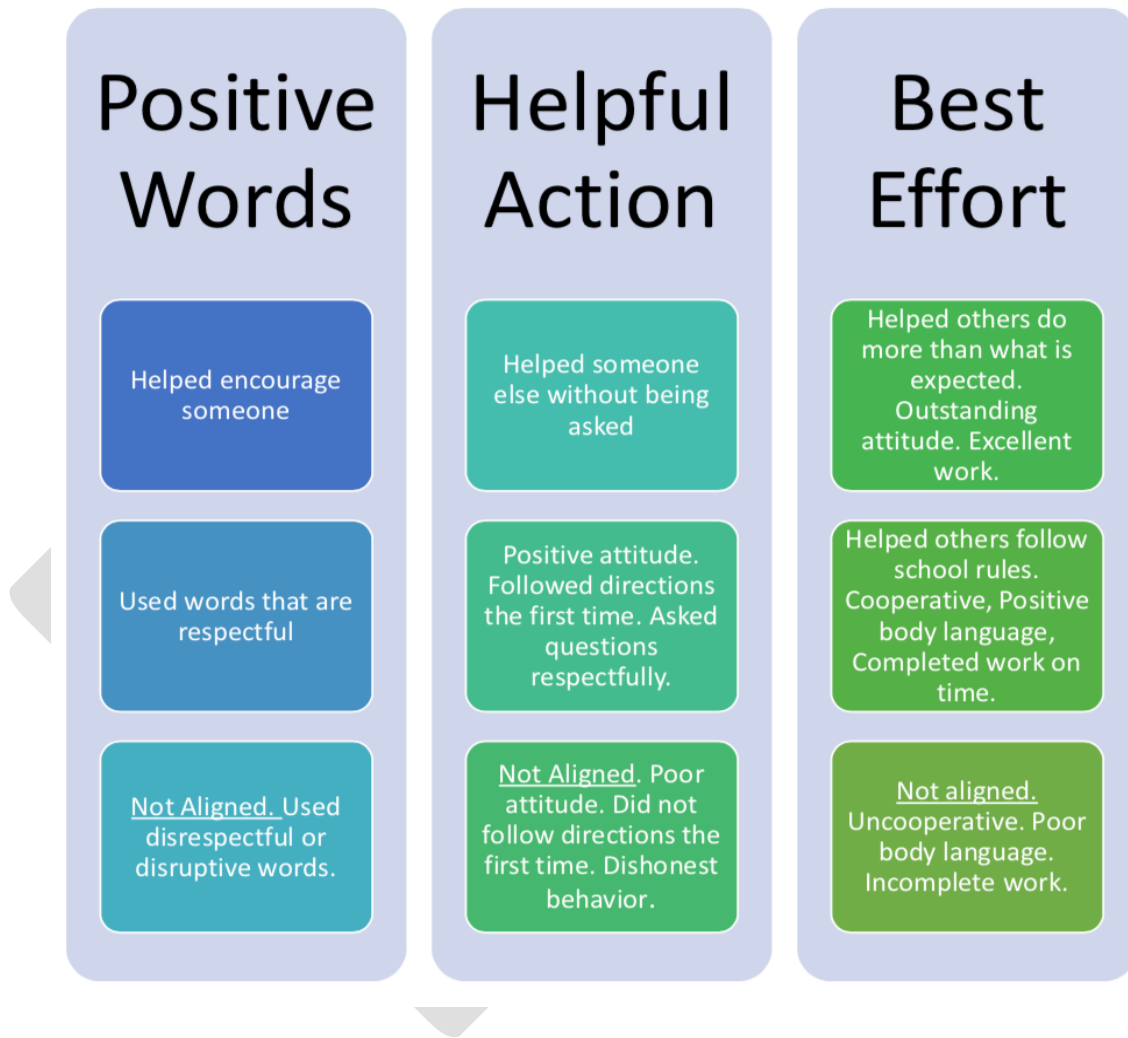 Positive
Words
Helped encourage
someone
Used words that are
respectful
Not Aligned. Used
disrespectful or
disruptive words.
Helpful
Action
Helped someone
else without being
asked
Positive attitude.
Followed directions
the first time. Asked
questions
respectfully.
Not Aligned. Poor
attitude. Did not
follow directions the
first time. Dishonest
behavior.
Best
Effort
Helped others do
more than what is
expected.
Outstanding
attitude. Excellent
work.
Helped others follow
school rules.
Cooperative, Positive
body language,
Completed work on
time.
Not aligned.
Uncooperative. Poor
body language.
Incomplete work.